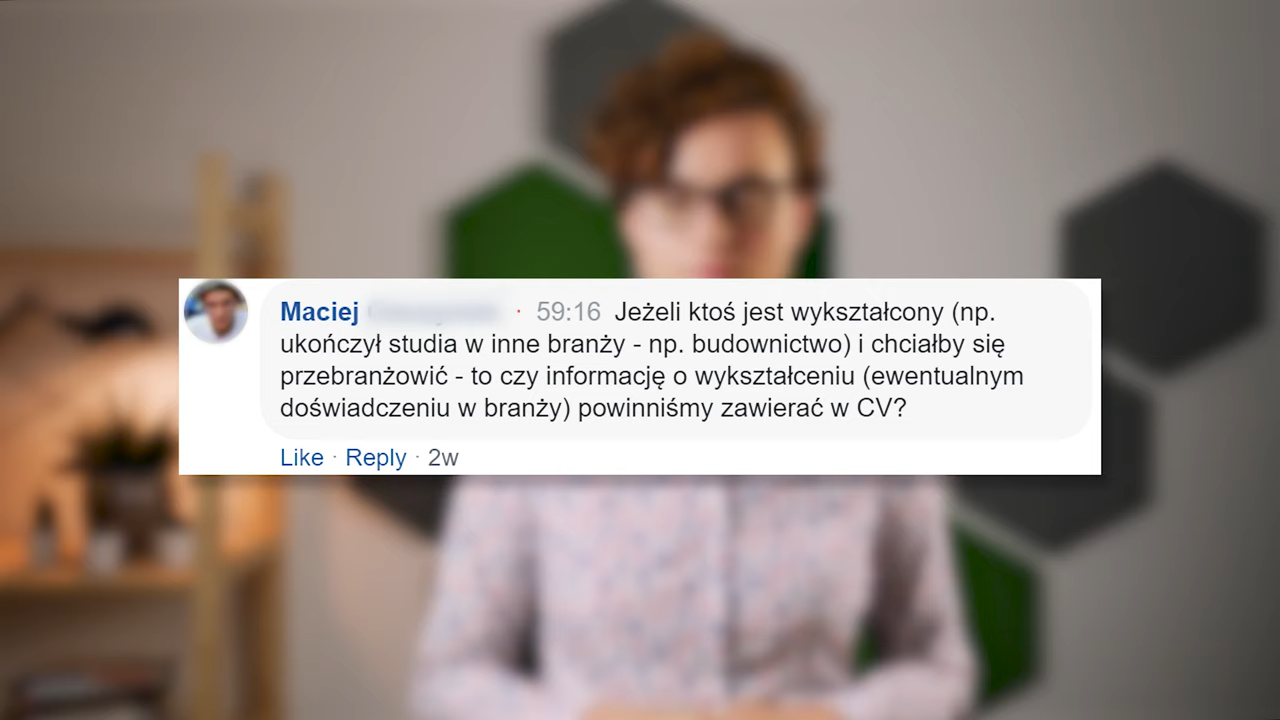 Maciej · 59:16 Jeżeli ktoś jest wykształcony (np.
ukończył studia w inne branży - np. budownictwo) i chciałby się
przebranżowić - to czy informację o wykształceniu (ewentualnym
doświadczeniu w branży) powinniśmy zawierać w CV?
Like · Reply · 2w